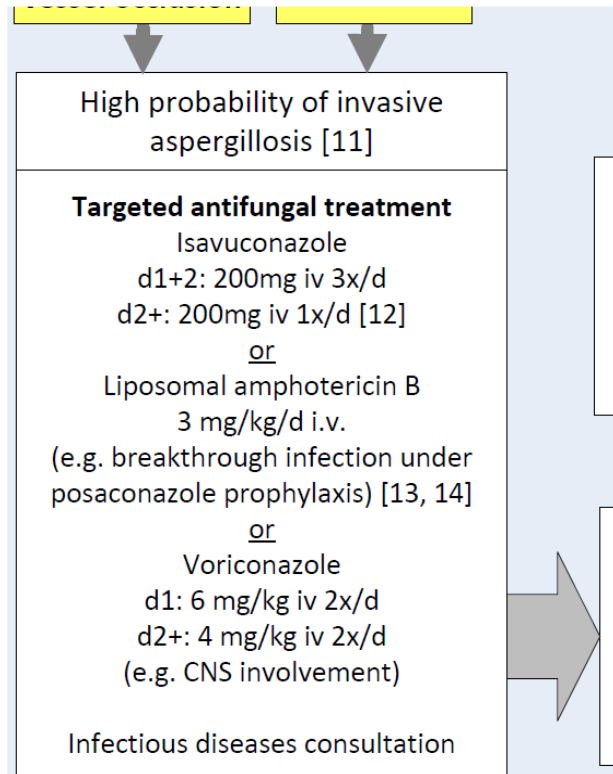 vessel occlusion
High probability of invasive
aspergillosis [11]
Targeted antifungal treatment
Isavuconazole
d1+2: 200mg iv 3x/d
d2+: 200mg iv 1x/d [12]
or
Liposomal amphotericin B
3 mg/kg/d i.v.
(e.g. breakthrough infection under
posaconazole prophylaxis) [13, 14]
or
Voriconazole
d1: 6 mg/kg iv 2x/d
d2+: 4 mg/kg iv 2x/d
(e.g. CNS involvement)
Infectious diseases consultation